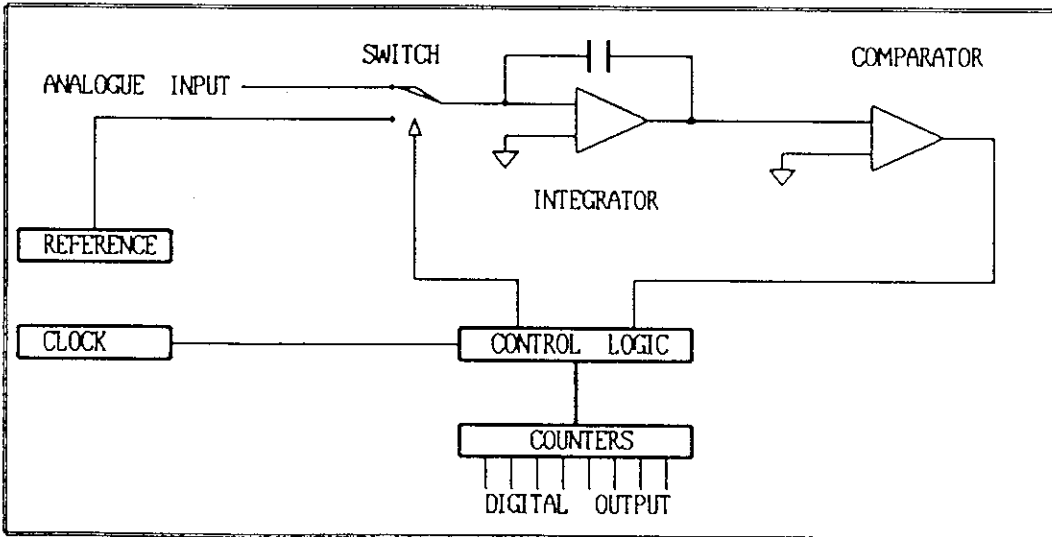 SWITCH
COMPARATOR
ANALOGUE INPUT
INTEGRATOR
REFERENCE
CLOCK
CONTROL LOGIC
COUNTERS
DIGITAL OUTPUT